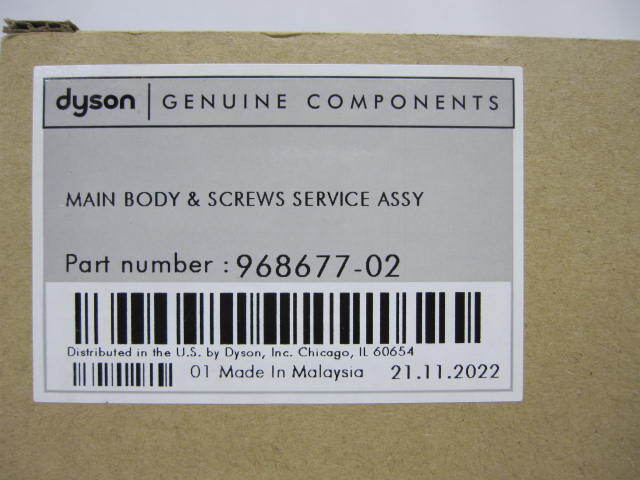 dyson | GENUINE COMPONENTS
MAIN BODY & SCREWS SERVICE ASSY
Part number : 968677-02
Distributed in the U.S. by Dyson, Inc. Chicago, IL 60654
01 Made In Malaysia 21.11.2022